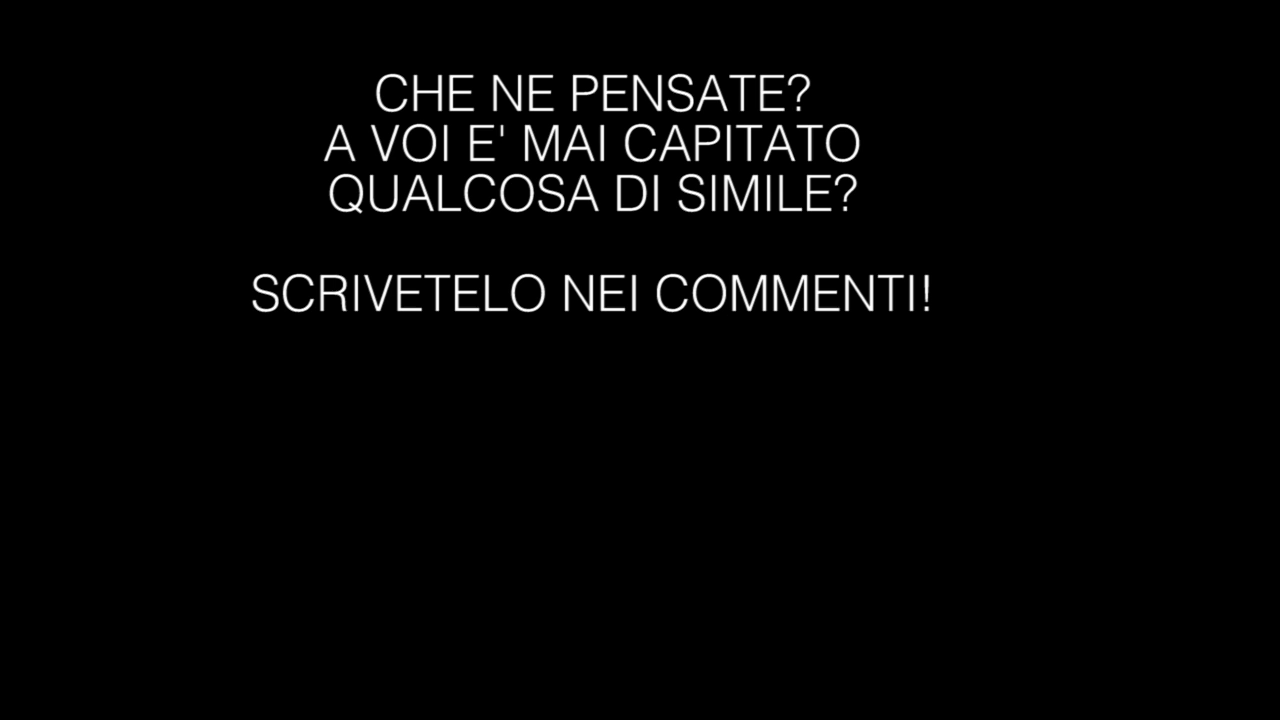 CHE NE PENSATE?
A VOI E' MAI CAPITATO
QUALCOSA DI SIMILE?
SCRIVETELO NEI COMMENTI!